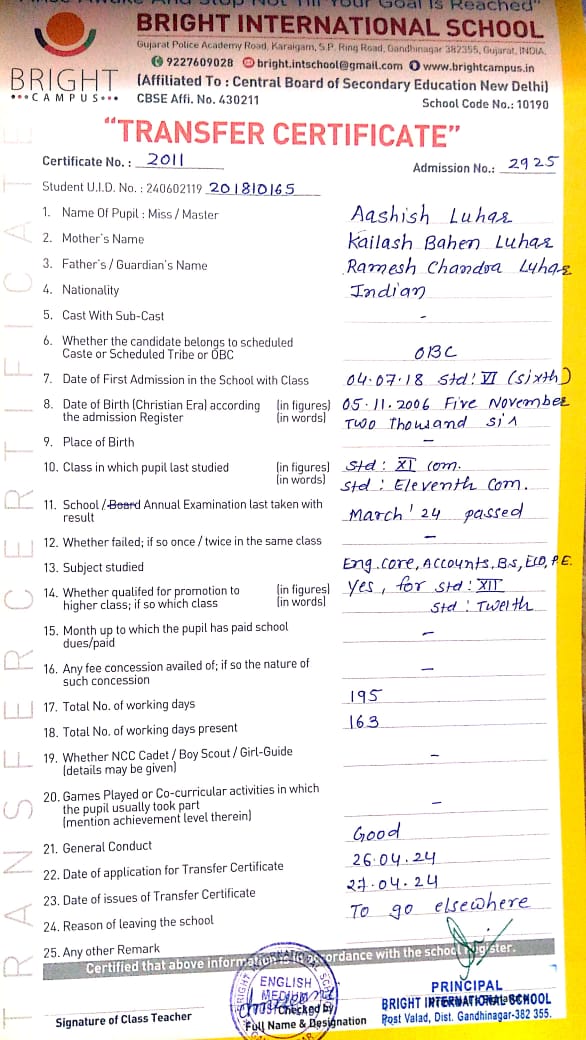 Arise Awake And Stop Not Till Your Goal Is Reached"
BRIGHT INTERNATIONAL SCHOOL
Gujarat Police Academy Road, Karaigam, S.P. Ring Road, Gandhinagar 382355, Gujarat, INDIA.
9227609028 bright.intschool@gmail.com www.brightcampus.in
BRIGHT
CAMPUS
(Affiliated To : Central Board of Secondary Education New Delhi)
CBSE Affi. No. 430211
School Code No.: 10190
"TRANSFER CERTIFICATE"
Certificate No. : 2011
Admission No.: 2925
Student U.I.D. No. : 240602119 201810165
1. Name Of Pupil : Miss / Master Aashish Luhar
2. Mother's Name Kailash Bahen Luhar
3. Father's / Guardian's Name Ramesh Chandra Luhar
4. Nationality Indian
5. Cast With Sub-Cast -
6. Whether the candidate belongs to scheduled
Caste or Scheduled Tribe or OBC OBC
7. Date of First Admission in the School with Class 04.07.18 Std: VI (sixth)
8. Date of Birth (Christian Era) according (in figures) 05.11.2006 Five November
the admission Register (in words) Two Thousand six
9. Place of Birth -
10. Class in which pupil last studied (in figures) Std: XI com.
(in words) Std : Eleventh Com.
11. School / Board Annual Examination last taken with
result March' 24 passed
12. Whether failed; if so once / twice in the same class -
13. Subject studied Eng.core, Accounts, B.S, ECO, P.E.
14. Whether qualifed for promotion to (in figures) Yes, for Std: XII
higher class; if so which class (in words) Std : Twelth
15. Month up to which the pupil has paid school
dues/paid -
16. Any fee concession availed of; if so the nature of
such concession -
17. Total No. of working days 195
18. Total No. of working days present 163
19. Whether NCC Cadet / Boy Scout / Girl-Guide
(details may be given) -
20. Games Played or Co-curricular activities in which
the pupil usually took part
(mention achievement level therein) -
21. General Conduct Good
22. Date of application for Transfer Certificate 26.04.24
23. Date of issues of Transfer Certificate 27.04.24
24. Reason of leaving the school To go elsewhere
25. Any other Remark
Certified that above information accordance with the school register.
BRIGHT INTERNATIONAL SCHOOL
ENGLISH
MEDIUM
PRINCIPAL
BRIGHT INTERNATIONAL SCHOOL
Post Valad, Dist. Gandhinagar-382 355.
Signature of Class Teacher
Checked by
Full Name & Designation
TRANSFER CERTIFICATE